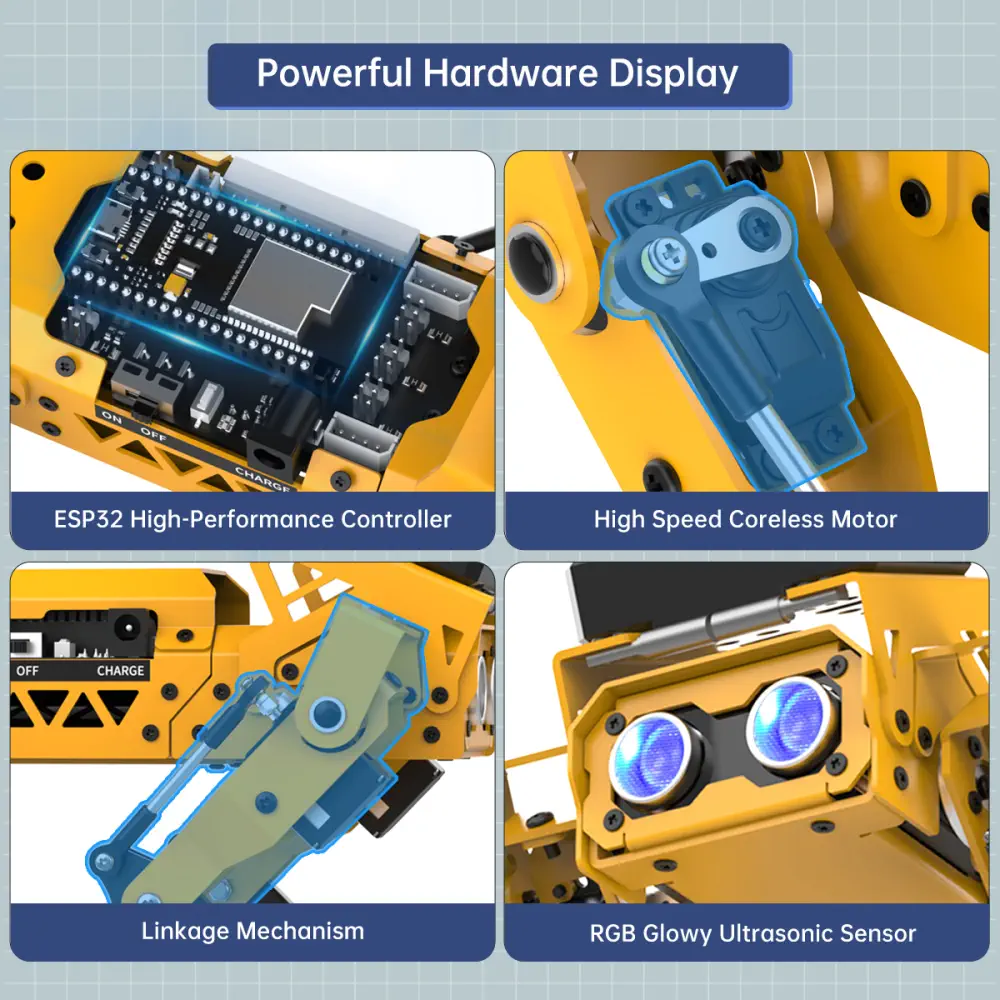 Powerful Hardware Display
ON
OFF
CHARGE
ESP32 High-Performance Controller
High Speed Coreless Motor
OFF
CHARGE
Linkage Mechanism
RGB Glowy Ultrasonic Sensor